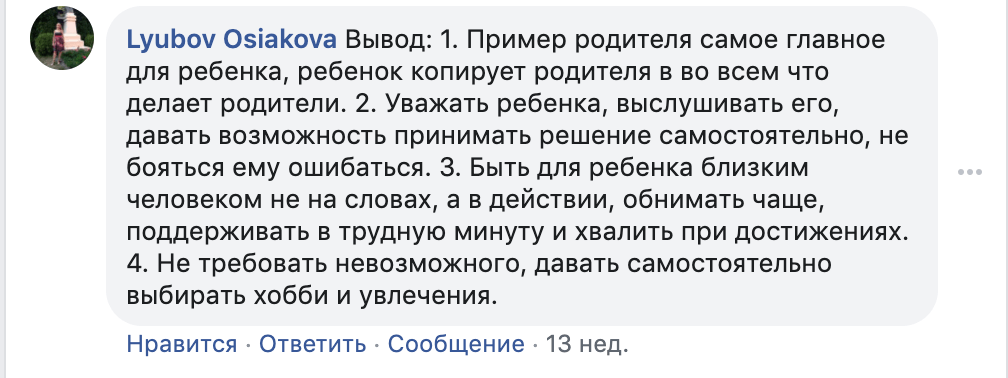 Lyubov Osiakova Вывод: 1. Пример родителя самое главное
для ребенка, ребенок копирует родителя в во всем что
делает родители. 2. Уважать ребенка, выслушивать его,
давать возможность принимать решение самостоятельно, не
бояться ему ошибаться. 3. Быть для ребенка близким
человеком не на словах, а в действии, обнимать чаще,
поддерживать в трудную минуту и хвалить при достижениях.
4. Не требовать невозможного, давать самостоятельно
выбирать хобби и увлечения.
Нравится · Ответить · Сообщение · 13 нед.